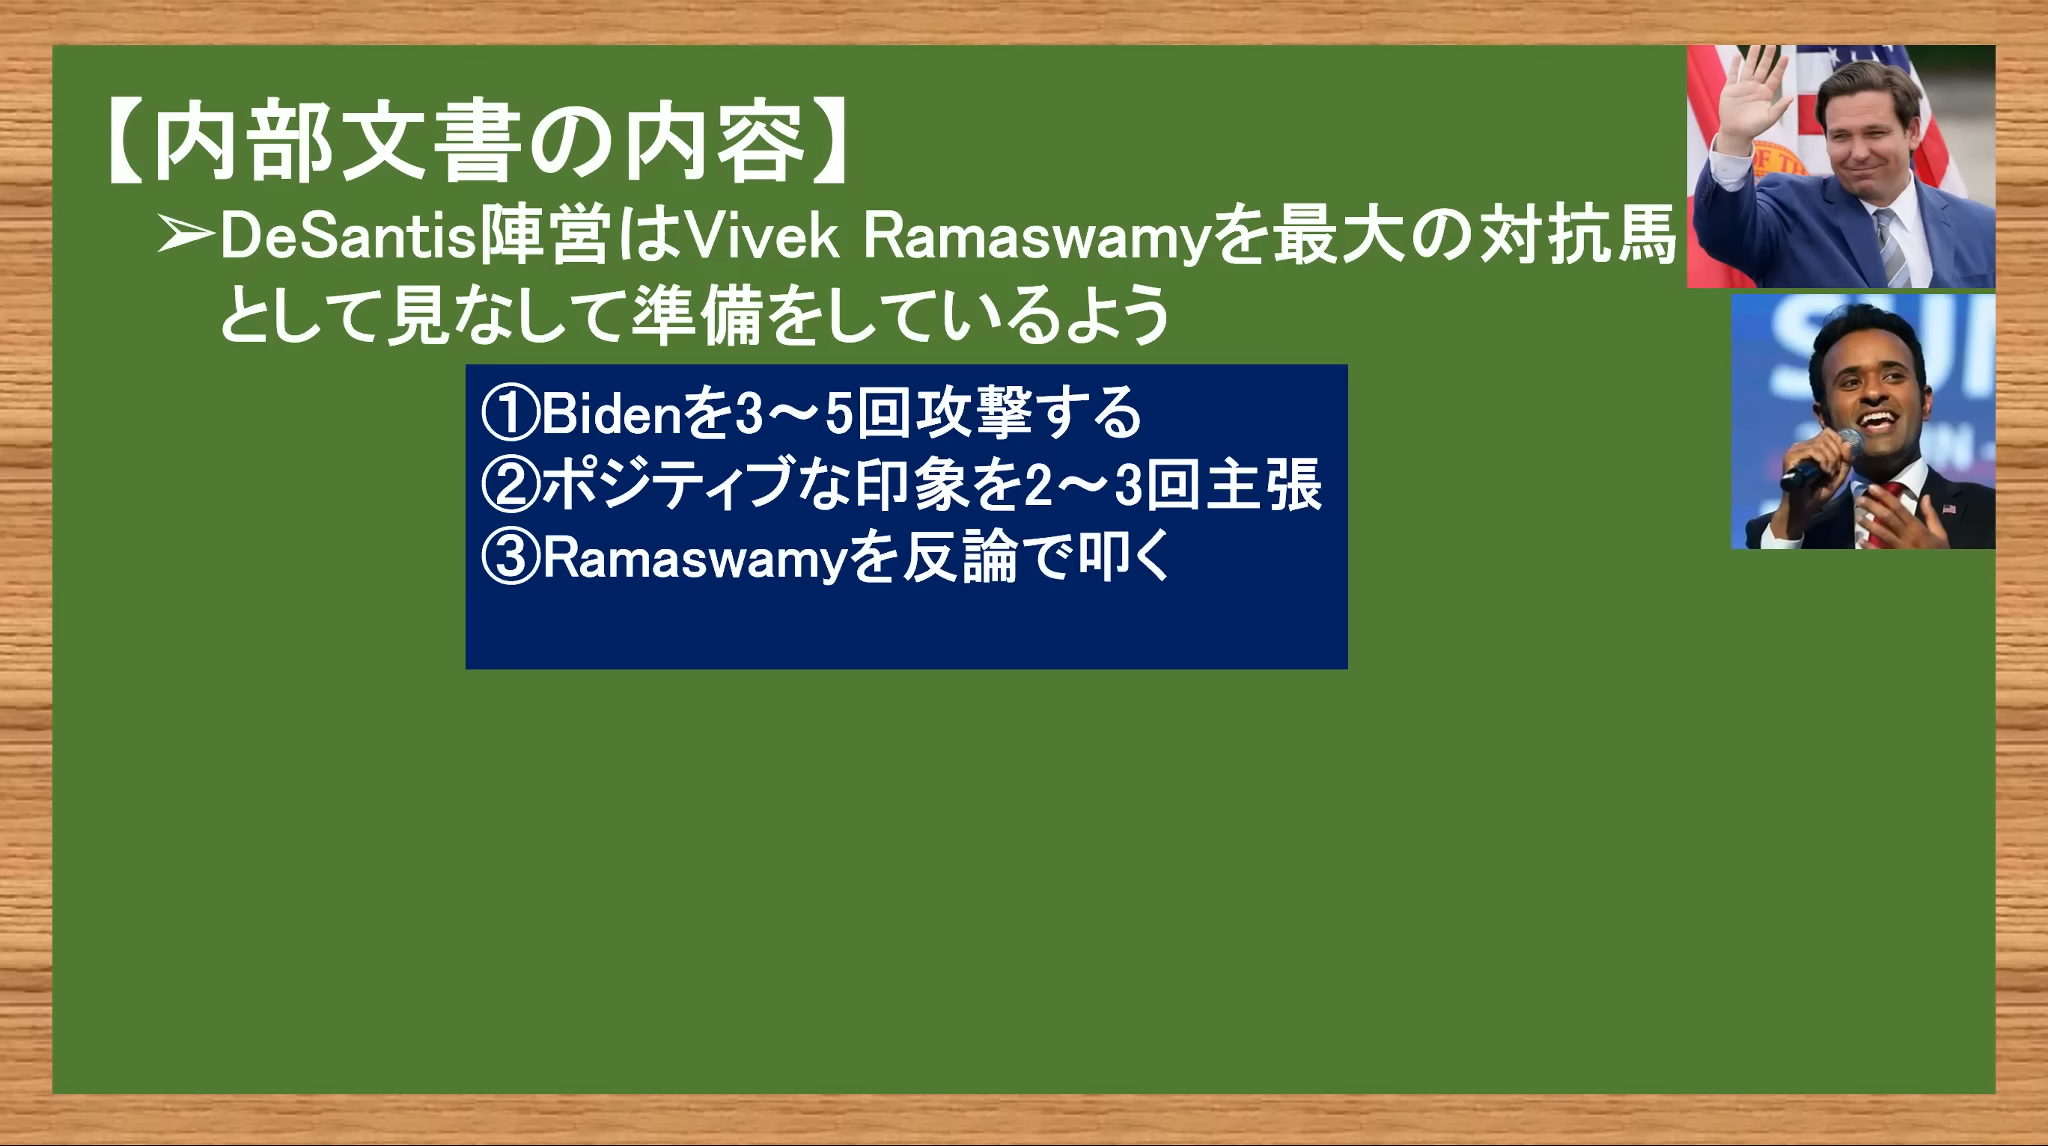 【内部文書の内容】
➢DeSantis陣営はVivek Ramaswamyを最大の対抗馬
として見なして準備をしているよう
①Bidenを3～5回攻撃する
②ポジティブな印象を2～3回主張
③Ramaswamyを反論で叩く
OF TH
SU